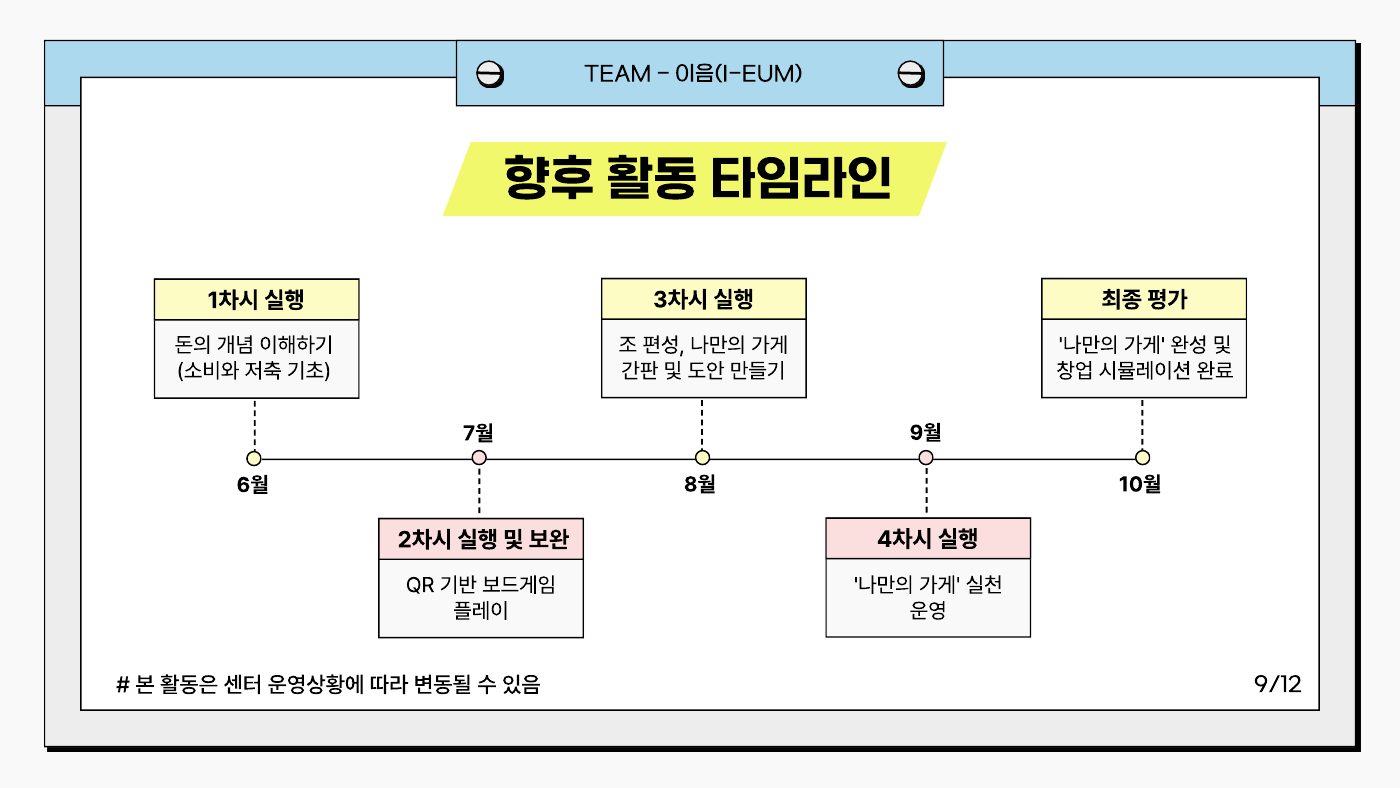 TEAM - 이음(I-EUM)
향후 활동 타임라인
1차시 실행
돈의 개념 이해하기
(소비와 저축 기초)
3차시 실행
조 편성, 나만의 가게
간판 및 도안 만들기
최종 평가
'나만의 가게' 완성 및
창업 시뮬레이션 완료
7월
9월
6월
8월
10월
2차시 실행 및 보완
QR 기반 보드게임
플레이
4차시 실행
'나만의 가게' 실천
운영
# 본 활동은 센터 운영상황에 따라 변동될 수 있음
9/12